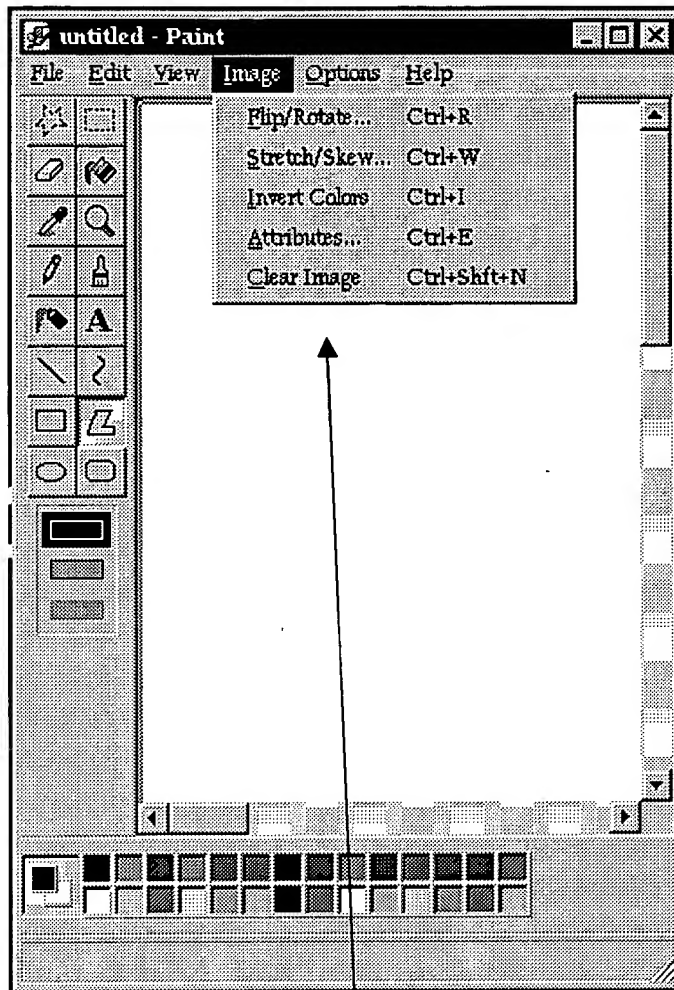 untitled - Paint
File Edit View Image Options Help
Flip/Rotate... Ctrl+R
Stretch/Skew... Ctrl+W
Invert Colors Ctrl+I
Attributes... Ctrl+E
Clear Image Ctrl+Shft+N
A